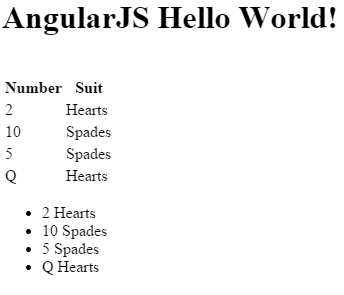 AngularJS Hello World!
Number Suit
2 Hearts
10 Spades
5 Spades
Q Hearts
• 2 Hearts
• 10 Spades
• 5 Spades
• Q Hearts